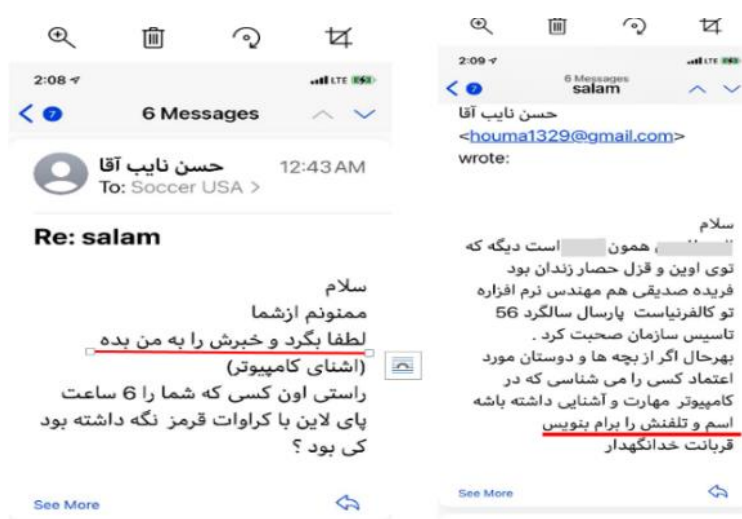 2:08
LTE
7
6 Messages
حسن نایب آقا
12:43 AM
To: Soccer USA >
Re: salam
سلام
ممنونم ازشما
لطفا بگرد و خبرش را به من بده
(اشنای کامپیوتر)
راستی اون کسی که شما را 6 ساعت
پای لاین با کراوات قرمز نگه داشته بود
کی بود ؟
See More
2:09
LTE
7
6 Messages
salam
حسن نایب آقا
<houma1329@gmail.com>
wrote:
سلام
همون است دیگه که
توی اوین و قزل حصار زندان بود
فریده صدیقی هم مهندس نرم افزاره
تو کالفرنیاست پارسال سالگرد 56
تاسیس سازمان صحبت کرد .
بهرحال اگر از بچه ها و دوستان مورد
اعتماد کسی را می شناسی که در
کامپیوتر مهارت و آشنایی داشته باشه
اسم و تلفنش را برام بنویس
قربانت خدانگهدار
See More